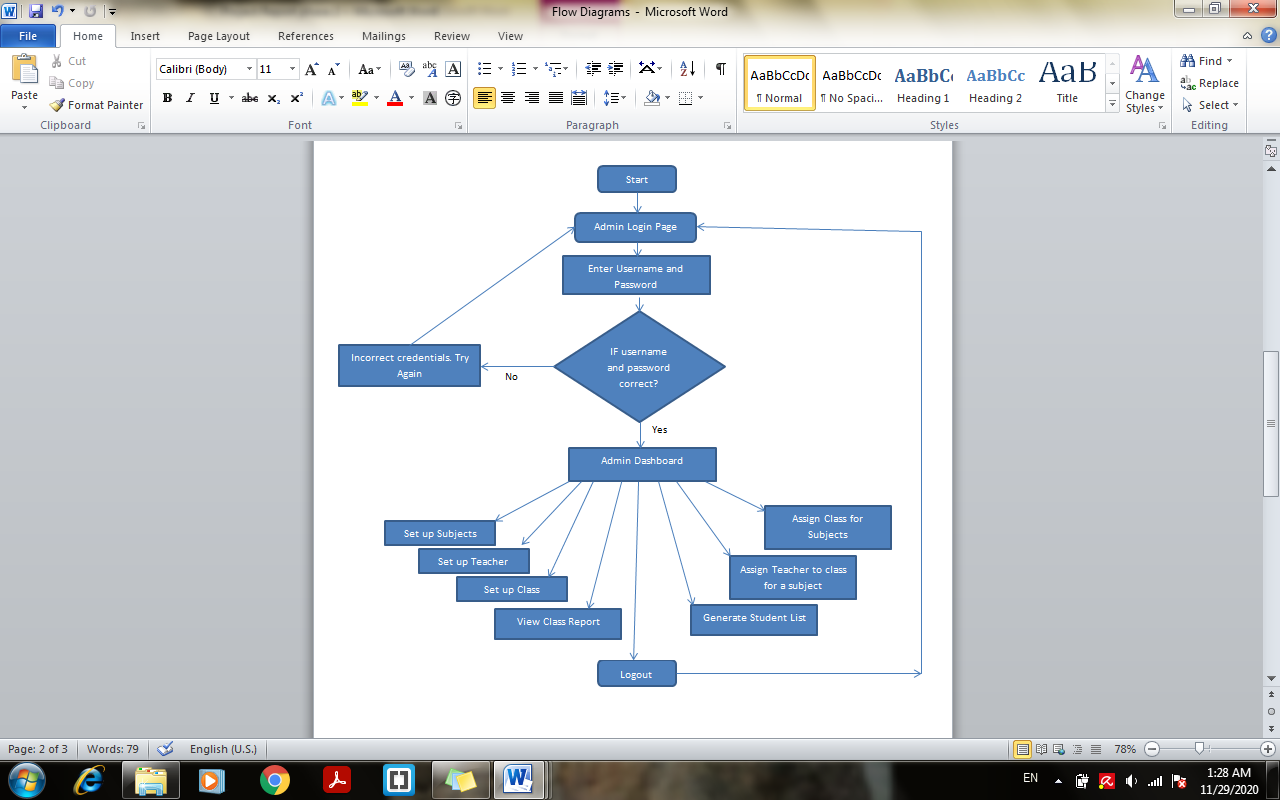 Flow Diagrams - Microsoft Word
File Home Insert Page Layout References Mailings Review View
Paste
Cut
Copy
Format Painter
Clipboard
Calibri (Body) 11
Font
Paragraph
AaBbCcDc AaBbCcDc AaBbCc AaBbCc AaB
¶ Normal ¶ No Spaci... Heading 1 Heading 2 Title
Change
Styles
Styles
Find
Replace
Select
Editing
Start
Admin Login Page
Enter Username and
Password
IF username
and password
correct?
Incorrect credentials. Try
Again
No
Yes
Admin Dashboard
Set up Subjects
Set up Teacher
Set up Class
View Class Report
Assign Class for
Subjects
Assign Teacher to class
for a subject
Generate Student List
Logout
Page: 2 of 3 Words: 79 English (U.S.) 78%
EN
1:28 AM
11/29/2020